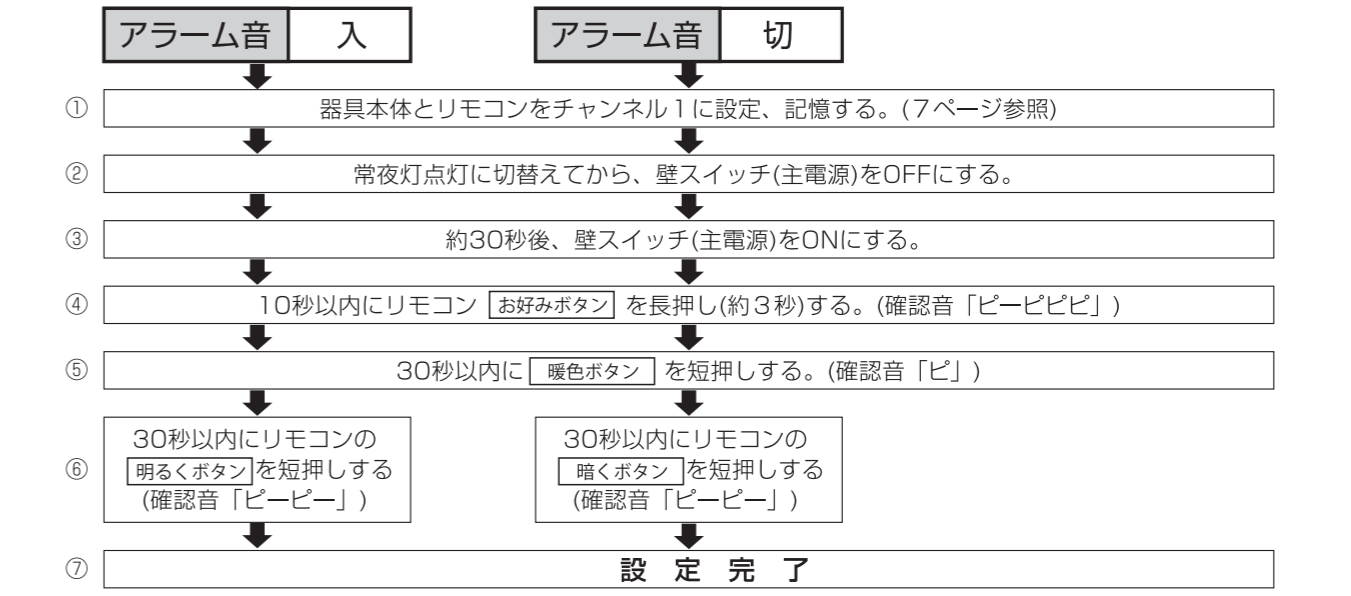 アラーム音 入 アラーム音 切
① 器具本体とリモコンをチャンネル1に設定、記憶する。(7ページ参照)
② 常夜灯点灯に切替えてから、壁スイッチ(主電源)をOFFにする。
③ 約30秒後、壁スイッチ(主電源)をONにする。
④ 10秒以内にリモコン お好みボタン を長押し(約3秒)する。(確認音「ピーピピピ」)
⑤ 30秒以内に 暖色ボタン を短押しする。(確認音「ピ」)
⑥
30秒以内にリモコンの
明るくボタン を短押しする
(確認音「ピーピー」)
30秒以内にリモコンの
暗くボタン を短押しする
(確認音「ピーピー」)
⑦ 設 定 完 了